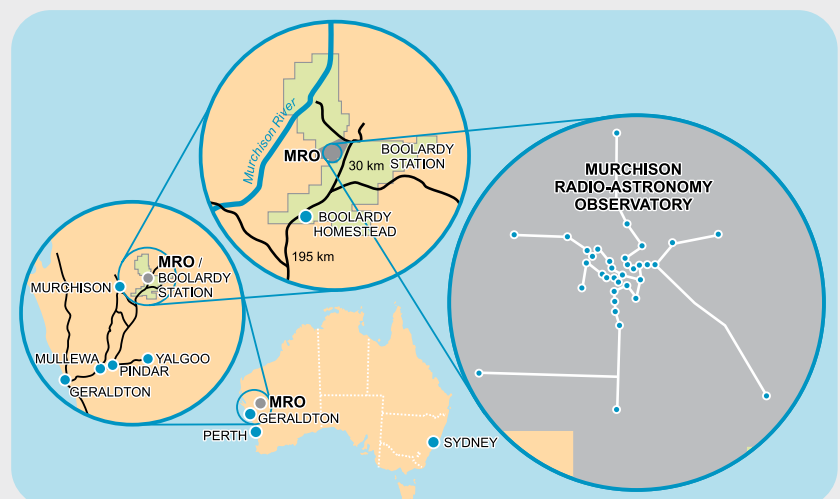 Murchison River
MRO
BOOLARDY
STATION
30 km
BOOLARDY
HOMESTEAD
195 km
MURCHISON
RADIO-ASTRONOMY
OBSERVATORY
MRO /
BOOLARDY
STATION
MURCHISON
MULLEWA
YALGOO
PINDAR
GERALDTON
MRO
GERALDTON
PERTH
SYDNEY